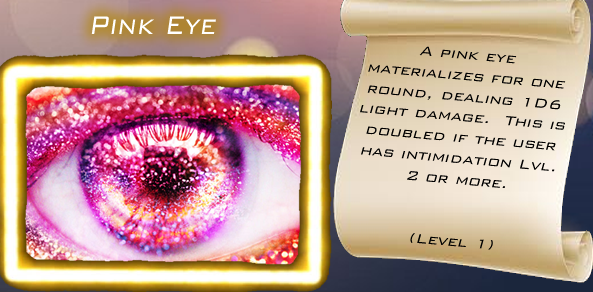 Pink Eye
A pink eye
materializes for one
round, dealing 1d6
light damage. This is
doubled if the user
has intimidation Lvl.
2 or more.
(Level 1)